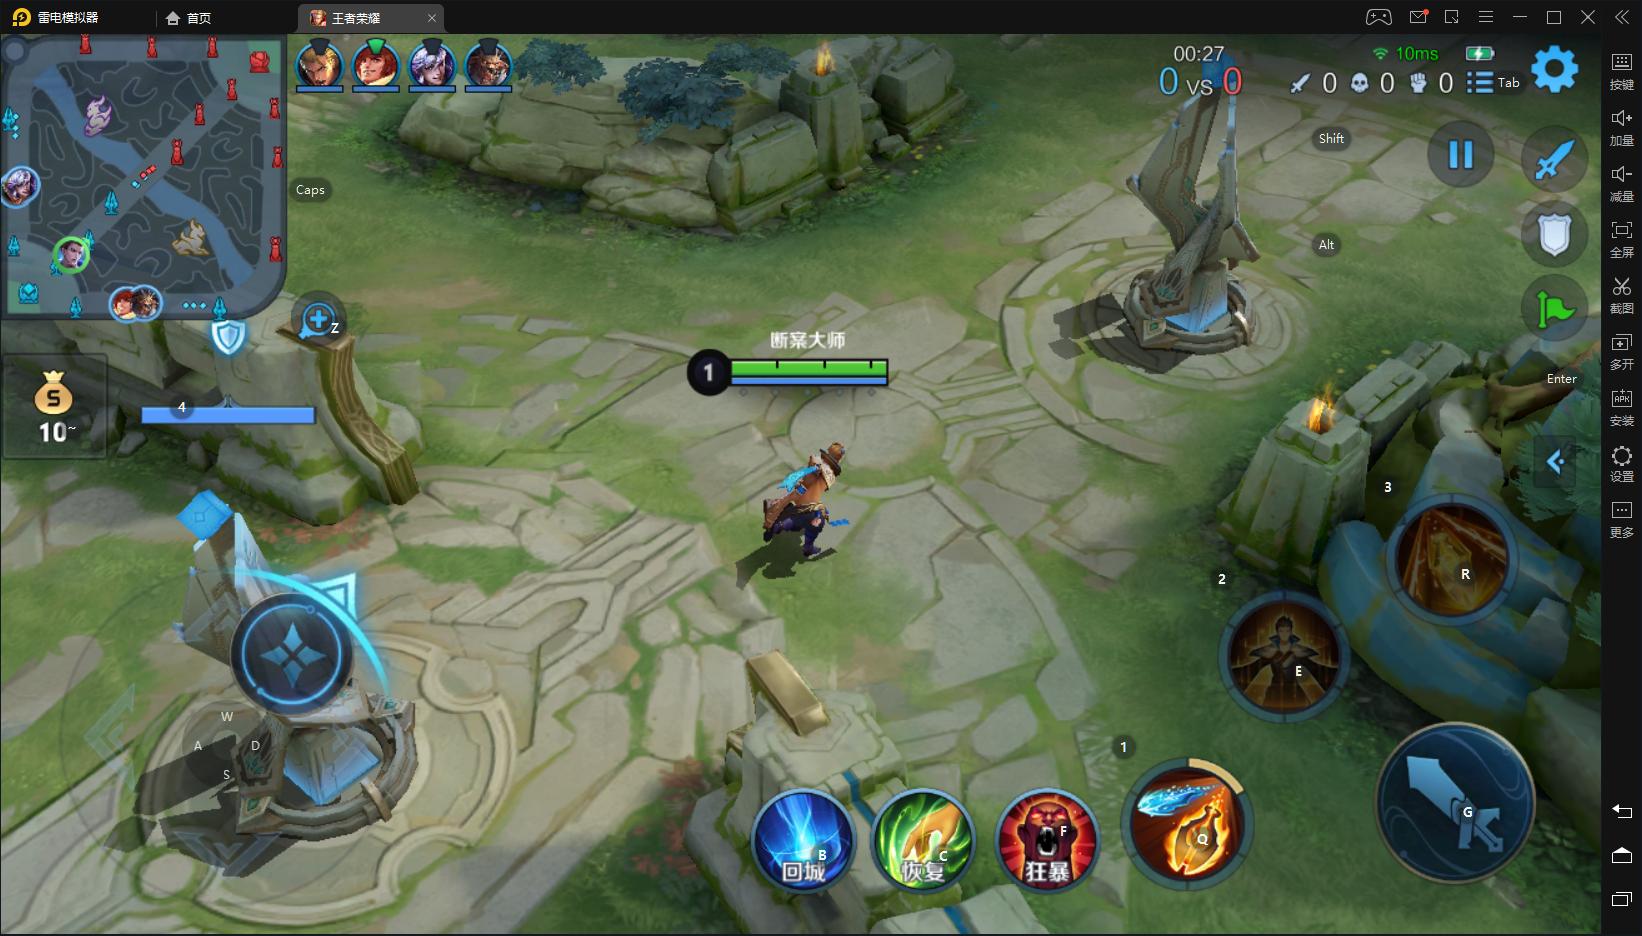 雷电模拟器
首页
王者荣耀
00:27
10ms
0 VS 0
0
0
0
Tab
Shift
Caps
Alt
Z
Enter
断案大师
1
10
4
3
2
R
E
W
A
D
S
1
G
B
回城
C
恢复
F
狂暴
Q
按键
加量
减量
全屏
截图
多开
APK
安装
设置
更多